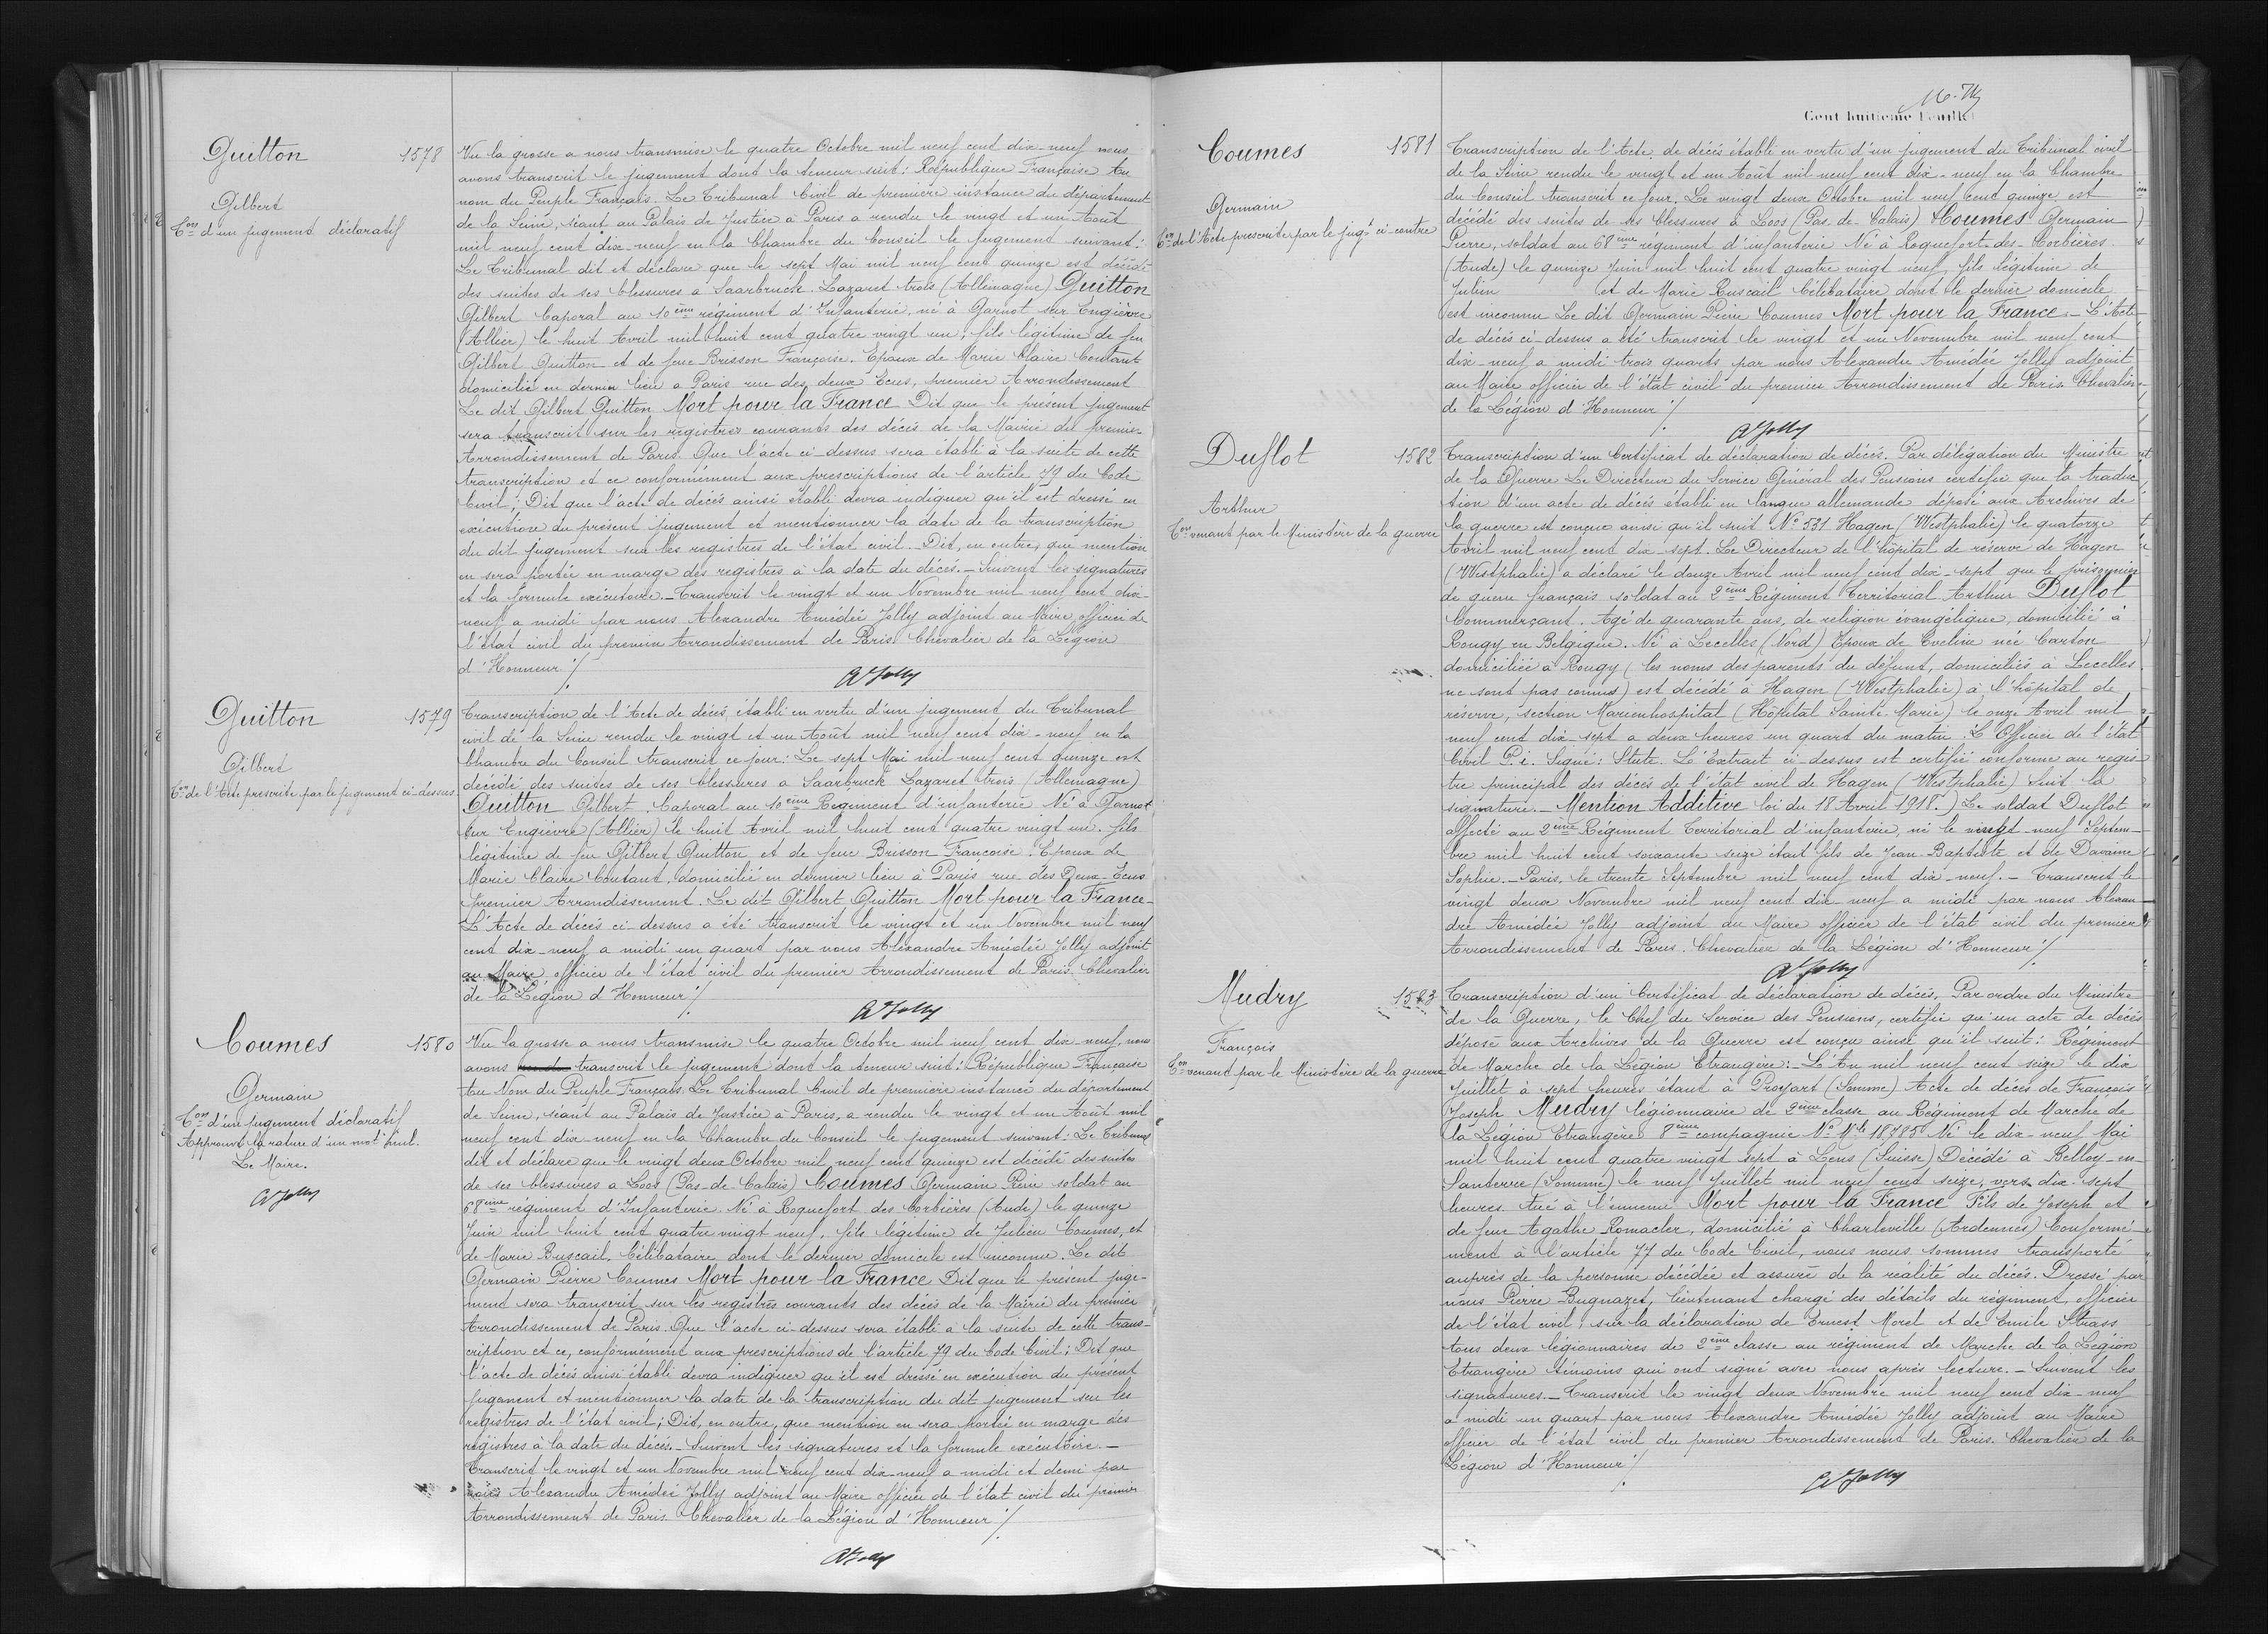 Guitton 1578
Gilbert
Con d'un jugement déclaratif
Vu la grosse a nous transmise le quatre Octobre mil neuf cent dix-neuf nous
avons transcrit le jugement dont la teneur suit : République Française Au
nom du Peuple Français. Le Tribunal Civil de première instance du département
de la Seine, séant au Palais de Justice à Paris a rendu le vingt et un Août
mil neuf cent dix-neuf en la Chambre du Conseil le jugement suivant :
Le Tribunal dit et déclare que le sept Mai mil neuf cent quinze est décédé
des suites de ses blessures a Saarbruck. Lazaret trois (Allemagne) Guitton
Gilbert Caporal au 10ème régiment d'Infanterie, né à Garnot sur Engièvre
(Allier) le huit Avril mil huit cent quatre vingt un, fils légitime de feu
Gilbert Guitton et de feue Brisson Françoise. Epoux de Marie Claire Coutant
domicilié en dernier lieu a Paris rue des deux Ecus, premier Arrondissement
Le dit Gilbert Guitton Mort pour la France Dit que le présent jugement
sera transcrit sur les registres courants des décès de la Mairie du premier
Arrondissement de Paris. Que l'acte ci-dessus sera établi à la suite de cette
transcription et ce conformément aux prescriptions de l'article 79 du Code
Civil; Dit que l'acte de décès ainsi établi devra indiquer qu'il est dressé en
exécution du présent jugement et mentionner la date de la transcription
du dit jugement sur les registres de l'état civil. Dit, en outre, que mention
en sera portée en marge des registres à la date du décès. - Suivent les signatures
et la formule exécutoire. - Transcrit le vingt et un Novembre mil neuf cent dix-
neuf a midi par nous Alexandre Amédée Jolly adjoint au Maire officier de
l'état civil du premier Arrondissement de Paris. Chevalier de la Légion
d'Honneur ./.
A Jolly
Guitton 1579
Gilbert
Con de l'Acte prescrite par le jugement ci-dessus
Transcription de l'Acte de décès établi en vertu d'un jugement du Tribunal
civil de la Seine rendu le vingt et un Août mil neuf cent dix-neuf en la
Chambre du Conseil transcrit ce jour : Le sept Mai mil neuf cent quinze est
décédé des suites de ses blessures a Saarbruck Lazaret trois (Allemagne)
Guitton Gilbert Caporal au 10ème Régiment d'infanterie Né à Garnot
sur Engièvre (Allier) le huit Avril mil huit cent quatre vingt un. fils
légitime de feu Gilbert Guitton et de feue Brisson Françoise. Epoux de
Marie Claire Coutant, domicilié en dernier lieu à Paris rue des Deux-Ecus
premier Arrondissement. Le dit Gilbert Guitton Mort pour la France -
L'Acte de décès ci-dessus a été transcrit le vingt et un Novembre mil neuf
cent dix-neuf a midi un quart par nous Alexandre Amédée Jolly adjoint
au Maire officier de l'état civil du premier Arrondissement de Paris. Chevalier
de la Légion d'Honneur ./.
A Jolly
Coumes 1580
Germain
Con d'un jugement déclaratif
Approuvé la rature d'un mot nul.
Le Maire.
A Jolly
Vu la grosse a nous transmise le quatre Octobre mil neuf cent dix-neuf, nous
avons transcrit le jugement dont la teneur suit : République Française
Au Nom du Peuple Français. Le Tribunal Civil de première instance du département
de Seine, séant au Palais de Justice a Paris, a rendu le vingt et un Août mil
neuf cent dix-neuf en la Chambre du Conseil le jugement suivant : Le Tribunal
dit et déclare que le vingt deux Octobre mil neuf cent quinze est décédé des suites
de ses blessures a Loos (Pas-de-Calais) Coumes Germain Pierre soldat au
68ème régiment d'Infanterie Né à Roquefort des Corbières (Aude) le quinze
Juin mil huit cent quatre vingt neuf, fils légitime de Julien Coumes, et
de Marie Buscail. Célibataire dont le dernier domicile est inconnu. Le dit
Germain Pierre Coumes Mort pour la France Dit que le présent juge-
ment sera transcrit sur les registres courants des décès de la Mairie du premier
Arrondissement de Paris. Que l'acte ci-dessus sera établi a la suite de cette trans-
cription et ce, conformément aux prescriptions de l'article 79 du Code Civil; Dit que
l'acte de décès ainsi établi devra indiquer qu'il est dressé en exécution du présent
jugement et mentionner la date de la transcription du dit jugement sur les
registres de l'état civil; Dit, en outre, que mention en sera portée en marge des
registres à la date du décès. - Suivent les signatures et la formule exécutoire. -
Transcrit le vingt et un Novembre mil neuf cent dix-neuf a midi et demi par
nous Alexandre Amédée Jolly adjoint au Maire officier de l'état civil du premier
Arrondissement de Paris Chevalier de la Légion d'Honneur ./.
A Jolly
Cent huitième Feuillet
Coumes 1581
Germain
Con de l'Acte prescrite par le jugt ci-contre
Transcription de l'Acte de décès établi en vertu d'un jugement du Tribunal civil
de la Seine rendu le vingt et un Août mil neuf cent dix-neuf en la Chambre
du Conseil transcrit ce jour. Le vingt deux Octobre mil neuf cent quinze est
décédé des suites de ses blessures à Loos (Pas-de-Calais) Coumes Germain
Pierre, soldat au 68ème régiment d'infanterie Né à Roquefort-des-Corbières
(Aude) le quinze Juin mil huit cent quatre vingt neuf, fils légitime de
Julien et de Marie Buscail Célibataire dont le dernier domicile
est inconnu Le dit Germain Pierre Coumes Mort pour la France. - L'Acte
de décès ci-dessus a été transcrit le vingt et un Novembre mil neuf cent
dix-neuf a midi trois quarts par nous Alexandre Amédée Jolly adjoint
au Maire officier de l'état civil du premier Arrondissement de Paris. Chevalier
de la Légion d'Honneur ./.
A Jolly
Duflot 1582
Arthur
Con venant par le Ministère de la guerre
Transcription d'un Certificat de déclaration de décès. Par délégation du Ministre
de la Guerre Le Directeur du Service Général des Pensions certifie que la traduc
tion d'un acte de décès établi en langue allemande déposé aux Archives de
la guerre est conçue ainsi qu'il suit No 531 Hagen (Westphalie) le quatorze
Avril mil neuf cent dix-sept. Le Directeur de l'hôpital de réserve de Hagen
(Westphalie) a déclaré le douze Avril mil neuf cent dix-sept que le prisonnier
de guerre français soldat au 2ème Régiment Territorial Arthur Duflot
Commerçant. Agé de quarante ans, de religion évangélique, domicilié à
Rongy en Belgique. Né à Lecelles (Nord) Epoux de Eveline née Carton
domiciliée à Rongy (les noms des parents du défunt, domiciliés à Lecelles
ne sont pas connus) est décédé à Hagen (Westphalie) à l'hôpital de
réserve, section Marienhospital (Hôpital Sainte-Marie) le onze Avril mil
neuf cent dix-sept a deux heures un quart du matin. L'Officier de l'état
Civil P. i. Signé : Stute. L'Extrait ci-dessus est certifié conforme au regis
tre principal des décès de l'état civil de Hagen (Westphalie) Suit la
signature. - Mention Additive loi du 18 Avril 1918.) Le soldat Duflot
affecté au 2ème Régiment Territorial d'infanterie, né le vingt-neuf Septem-
bre mil huit cent soixante seize était fils de Jean-Baptiste et de Davaine
Sophie. - Paris, le trente Septembre mil neuf cent dix-neuf. - Transcrit le
vingt deux Novembre mil neuf cent dix-neuf a midi par nous Alexan-
dre Amédée Jolly adjoint au Maire officier de l'état civil du premier
Arrondissement de Paris. Chevalier de la Légion d'Honneur ./.
A Jolly
Mudry 1583
François
Con venant par le Ministère de la guerre
Transcription d'un Certificat de déclaration de décès. Par ordre du Ministre
de la Guerre, le Chef du Service des Pensions, certifie qu'un acte de décès
déposé aux Archives de la Guerre est conçu ainsi qu'il suit : Régiment
de Marche de la Légion Etrangère : L'An mil neuf cent seize le dix
Juillet à sept heures étant à Proyart (Somme) Acte de décès de François
Joseph Mudry légionnaire de 2ème classe au Régiment de Marche de
la Légion Etrangère 8ème compagnie No Mle 18785 Né le dix-neuf Mai
mil huit cent quatre vingt sept à Lens (Suisse) Décédé à Belloy-en-
Santerre (Somme) le neuf Juillet mil neuf cent seize, vers dix-sept
heures. tué à l'ennemi Mort pour la France Fils de Joseph et
de feue Agathe Romacler, domicilié à Charleville (Ardennes) Conformé-
ment à l'article 77 du Code Civil, nous nous sommes transporté
auprès de la personne décédée et assuré de la réalité du décès. Dressé par
nous Pierre Bugnazet, lieutenant chargé des détails du régiment, officier
de l'état civil, sur la déclaration de Ernest Morel et de Emile Strass
tous deux légionnaires de 2ème classe au régiment de Marche de la Légion
Etrangère témoins qui ont signé avec nous après lecture. - Suivent les
signatures. - Transcrit le vingt deux Novembre mil neuf cent dix-neuf
a midi un quart par nous Alexandre Amédée Jolly adjoint au Maire
officier de l'état civil du premier Arrondissement de Paris. Chevalier de la
Légion d'Honneur ./.
A Jolly